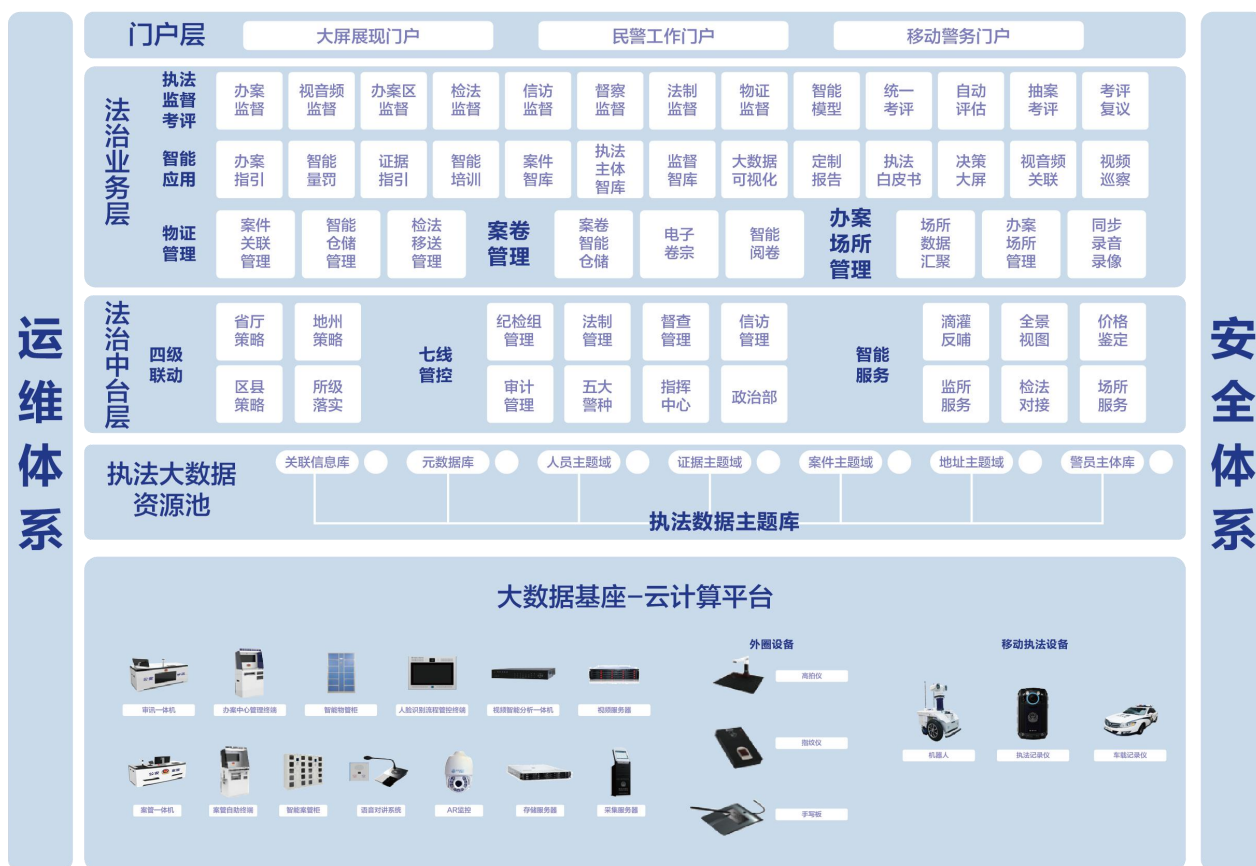 运维体系
安全体系
门户层
大屏展现门户
民警工作门户
移动警务门户
法治业务层
执法
监督
考评
办案
监督
视音频
监督
办案区
监督
检法
监督
信访
监督
督察
监督
法制
监督
物证
监督
智能
模型
统一
考评
自动
评估
抽案
考评
考评
复议
智能
应用
办案
指引
智能
量罚
证据
指引
智能
培训
案件
智库
执法
主体
智库
监督
智库
大数据
可视化
定制
报告
执法
白皮书
决策
大屏
视音频
关联
视频
巡察
物证
管理
案件
关联
管理
智能
仓储
管理
检法
移送
管理
案卷
管理
案卷
智能
仓储
电子
卷宗
智能
阅卷
办案
场所
管理
场所
数据
汇聚
办案
场所
管理
同步
录音
录像
法治中台层
四级
联动
省厅
策略
地州
策略
区县
策略
所级
落实
七线
管控
纪检组
管理
法制
管理
督查
管理
信访
管理
审计
管理
五大
警种
指挥
中心
政治部
智能
服务
滴灌
反哺
全景
视图
价格
鉴定
监所
服务
检法
对接
场所
服务
执法大数据
资源池
关联信息库
元数据库
人员主题域
证据主题域
案件主题域
地址主题域
警员主体库
执法数据主题库
大数据基座-云计算平台
审讯一体机
办案中心管理终端
智能物管柜
人脸识别流程管控终端
视频智能分析一体机
视频服务器
案管一体机
案管自助终端
智能案管柜
语音对讲系统
AR监控
存储服务器
采集服务器
外圈设备
高拍仪
指纹仪
手写板
移动执法设备
机器人
执法记录仪
车载记录仪